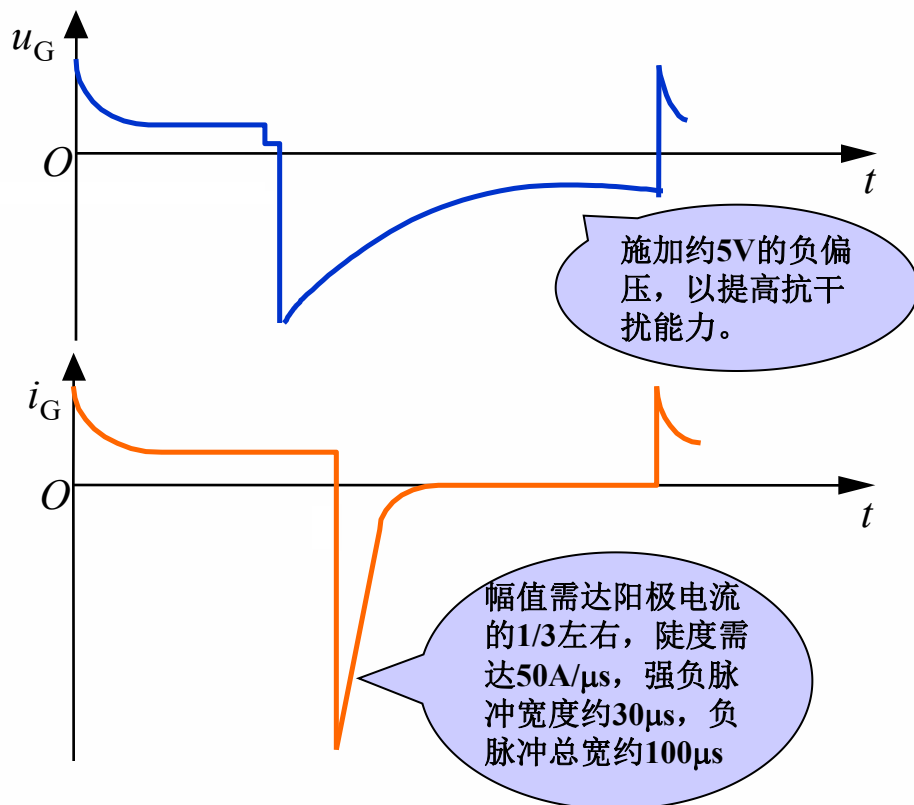 uG
O
t
施加约5V的负偏
压，以提高抗干
扰能力。
iG
O
t
幅值需达阳极电流
的1/3左右，陡度需
达50A/μs，强负脉
冲宽度约30μs，负
脉冲总宽约100μs